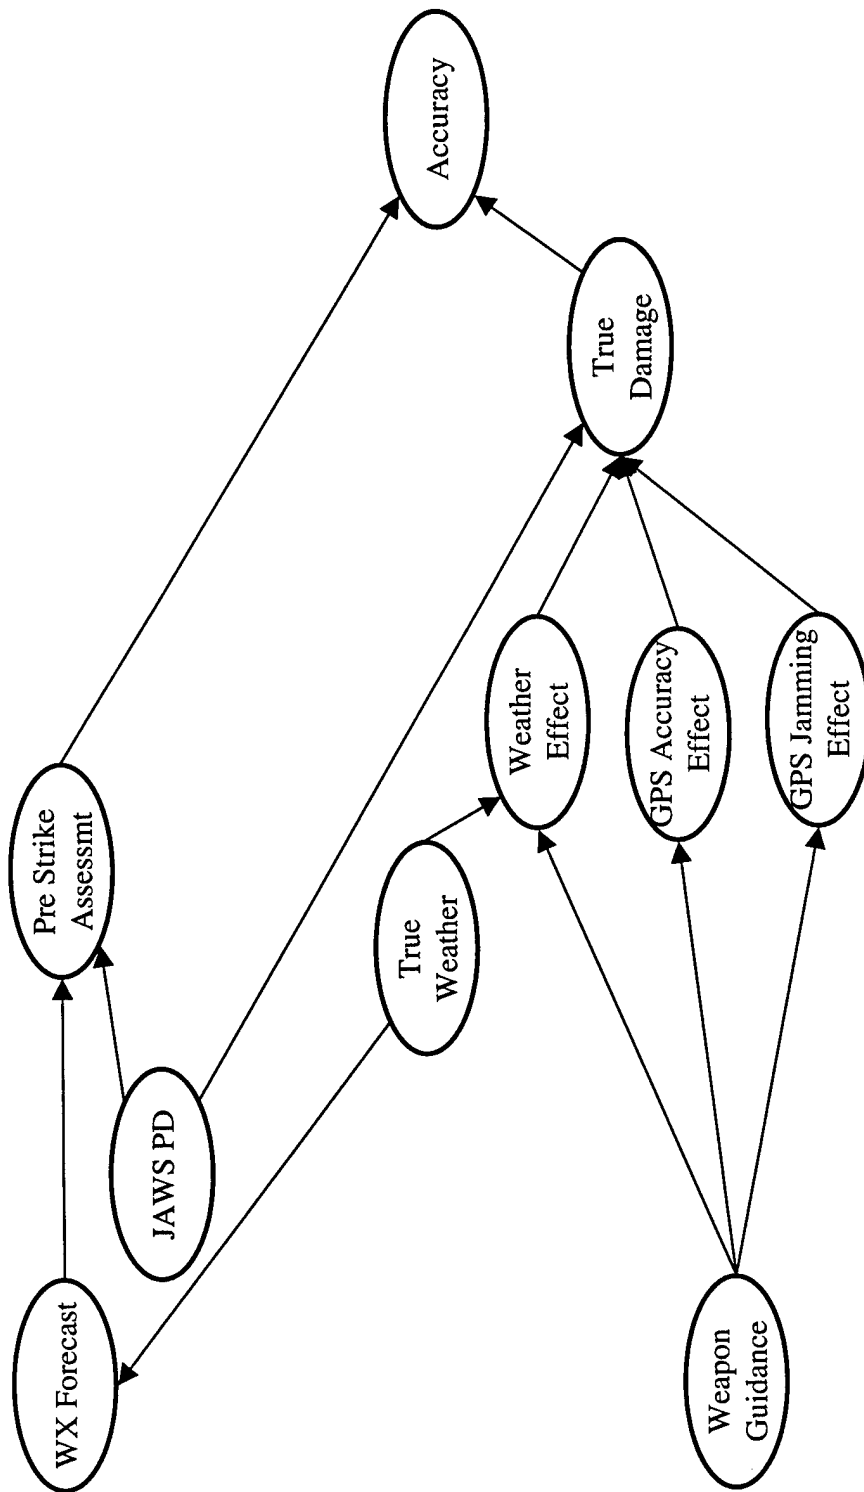 WX Forecast
JAWS PD
Pre Strike
Assessmt
True
Weather
Accuracy
Weather
Effect
True
Damage
GPS Accuracy
Effect
Weapon
Guidance
GPS Jamming
Effect